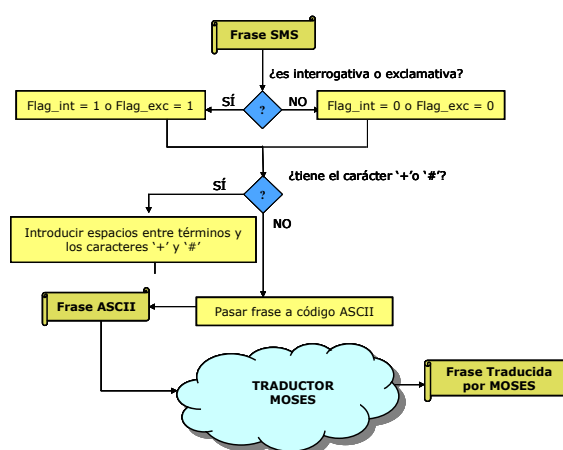 Frase SMS
¿es interrogativa o exclamativa?
Flag_int = 1 o Flag_exc = 1
SÍ
?
NO
Flag_int = 0 o Flag_exc = 0
¿tiene el carácter ‘+’o ‘#’?
SÍ
?
NO
Introducir espacios entre términos y
los caracteres ‘+’ y ‘#’
Frase ASCII
Pasar frase a código ASCII
TRADUCTOR
MOSES
Frase Traducida
por MOSES